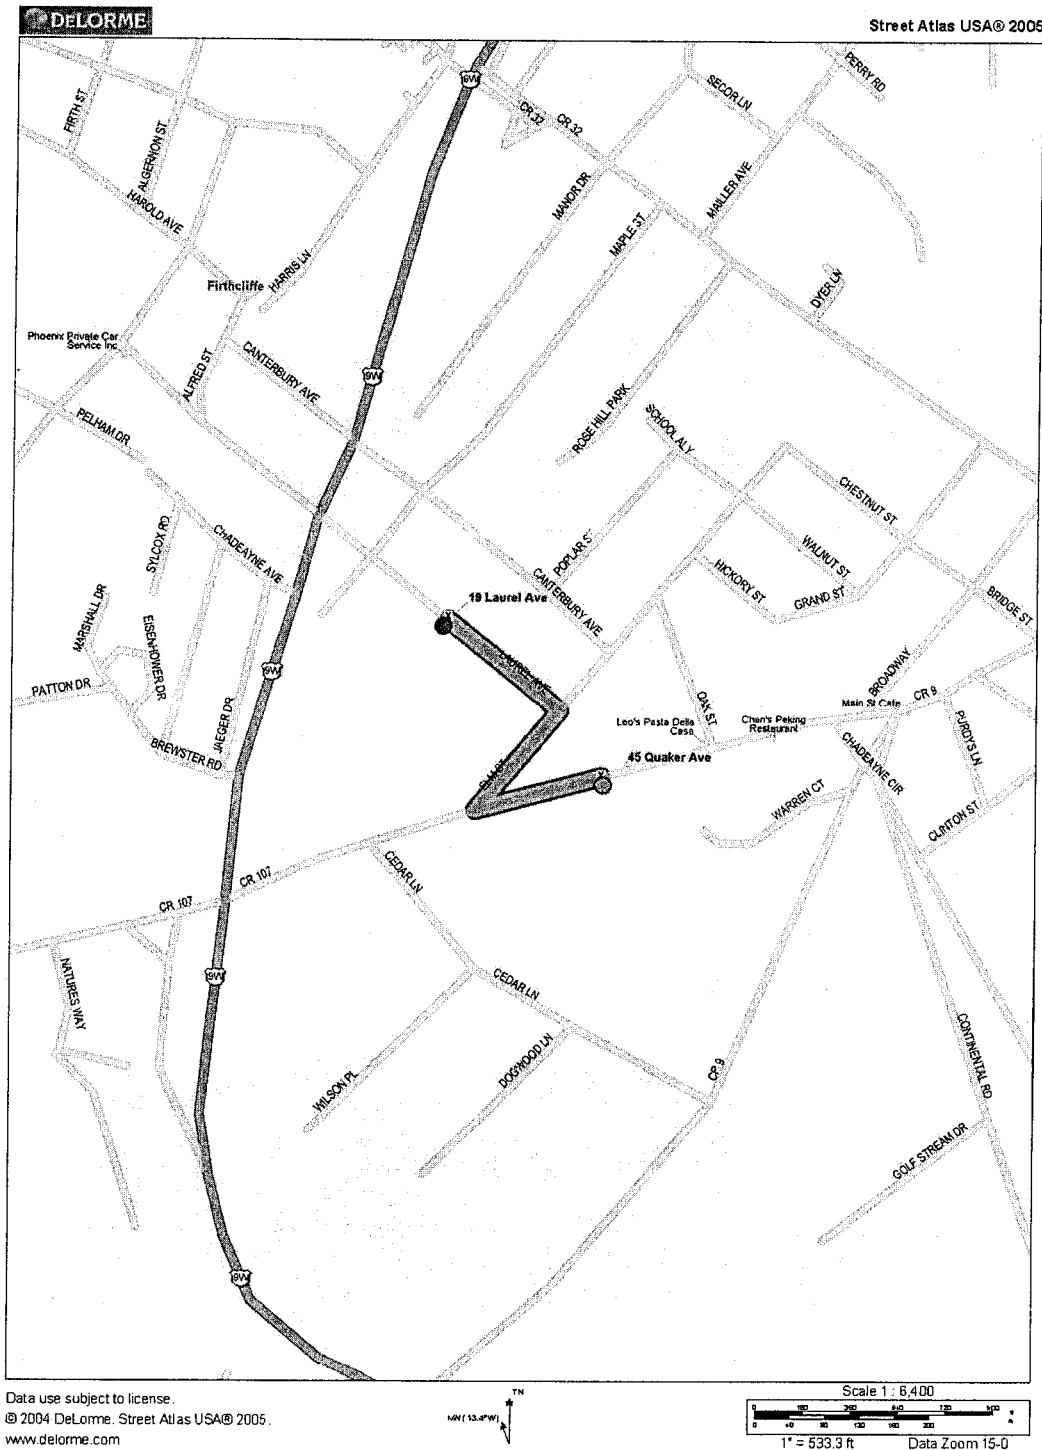 DELORME
Street Atlas USA® 2005
9W
PERRY RD
SECOR LN
CR 32
CR 32
FIRTH ST
ALGERNON ST
HAROLD AVE
MANOR DR
MAPLE ST
MAILLER AVE
HARRIS LN
Firthcliffe
DYER LN
Phoenix Private Car
Service Inc
ALFRED ST
CANTERBURY AVE
9W
PELHAM DR
ROSE HILL PARK
SCHOOL ALY
CHESTNUT ST
SYLCOX RD
CHADEAYNE AVE
POPLAR ST
WALNUT ST
HICKORY ST
GRAND ST
BRIDGE ST
CANTERBURY AVE
19 Laurel Ave
MARSHALL DR
EISENHOWER DR
LAUREL AVE
PATTON DR
9W
JAEGER DR
BREWSTER RD
OAK ST
BROADWAY
CR 9
Main St Cafe
Leo's Pasta Della
Casa
Chan's Peking
Restaurant
PURDYS LN
45 Quaker Ave
ELM ST
CHADEAYNE CIR
WARREN CT
CLINTON ST
CEDAR LN
CR 107
CR 107
NATURES WAY
9W
CEDAR LN
WILSON PL
DOGWOOD LN
CR 9
CONTINENTAL RD
GOLF STREAM DR
9W
Data use subject to license.
© 2004 DeLorme. Street Atlas USA® 2005.
www.delorme.com
TN
MN (13.4°W)
Scale 1 : 6,400
1" = 533.3 ft
Data Zoom 15-0